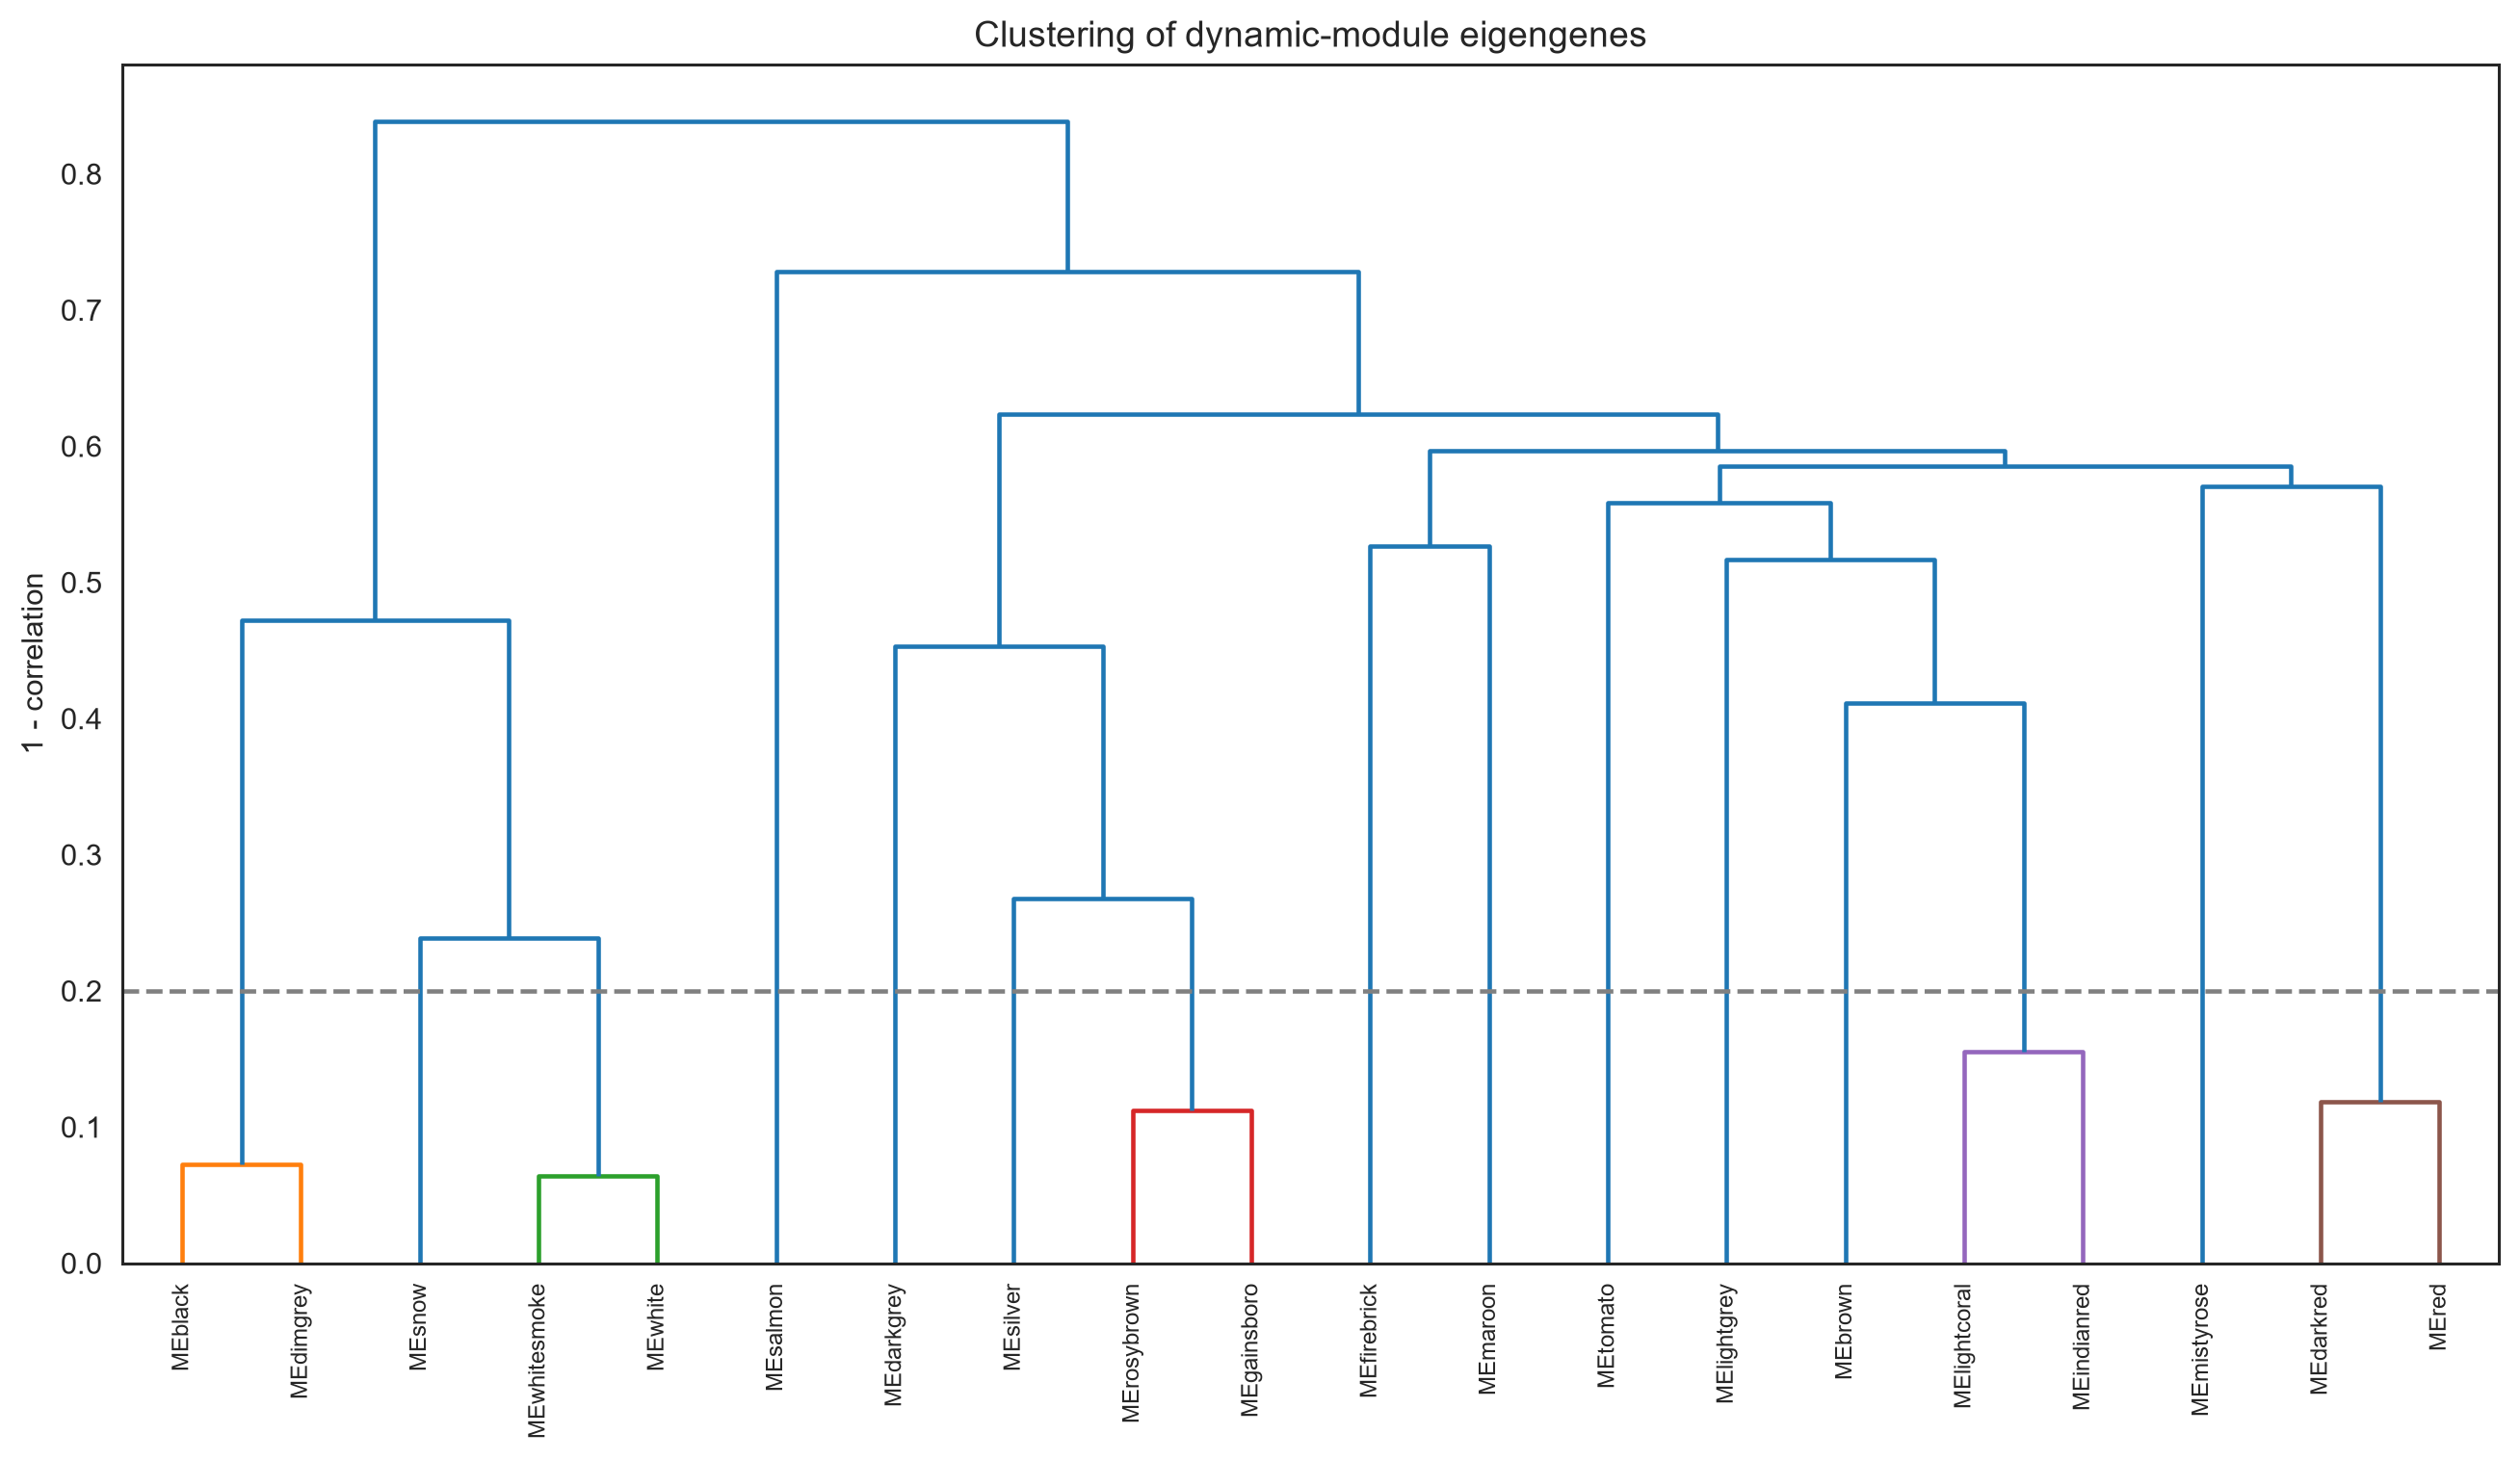 Clustering of dynamic-module eigengenes
1 - correlation
0.8
0.7
0.6
0.5
0.4
0.3
0.2
0.1
0.0
MEblack
MEdimgrey
MEsnow
MEwhitesmoke
MEwhite
MEsalmon
MEdarkgrey
MEsilver
MErosybrown
MEgainsboro
MEfirebrick
MEmaroon
MEtomato
MElightgrey
MEbrown
MElightcoral
MEindianred
MEmistyrose
MEdarkred
MEred